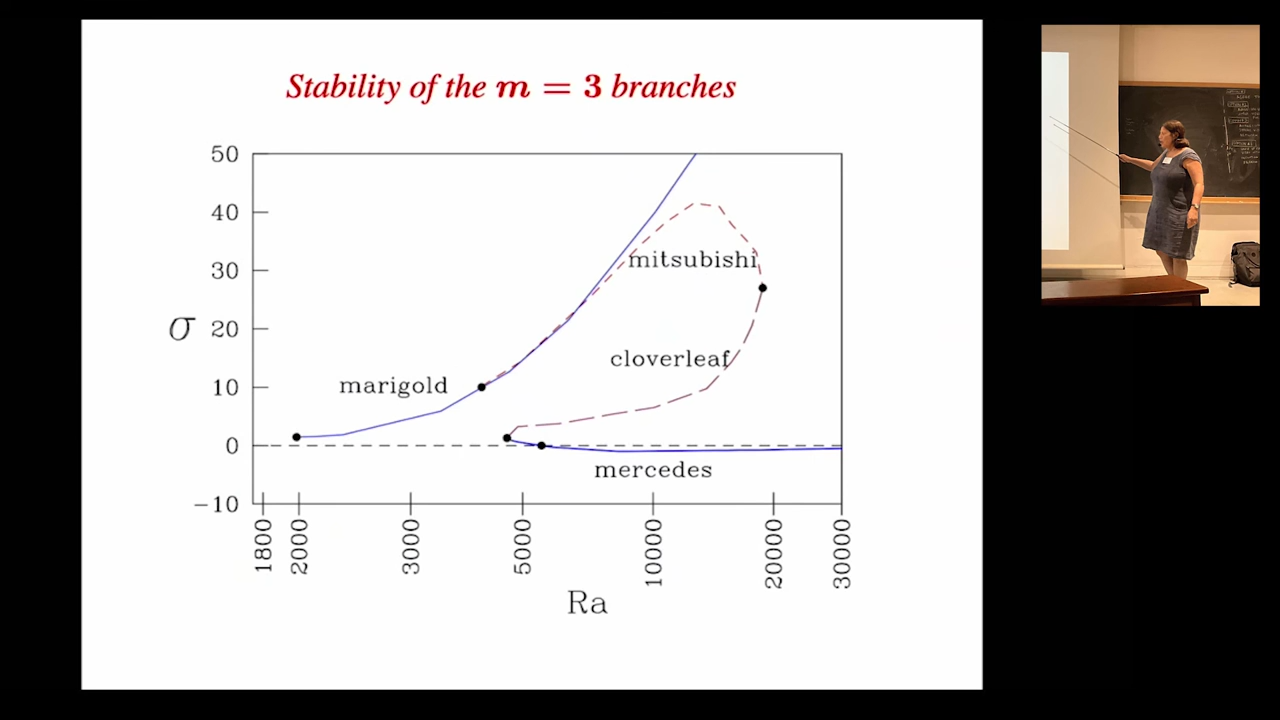 Stability of the m = 3 branches
50
40
30
20
10
0
−10
σ
mitsubishi
cloverleaf
marigold
mercedes
1800
2000
3000
5000
10000
20000
30000
Ra